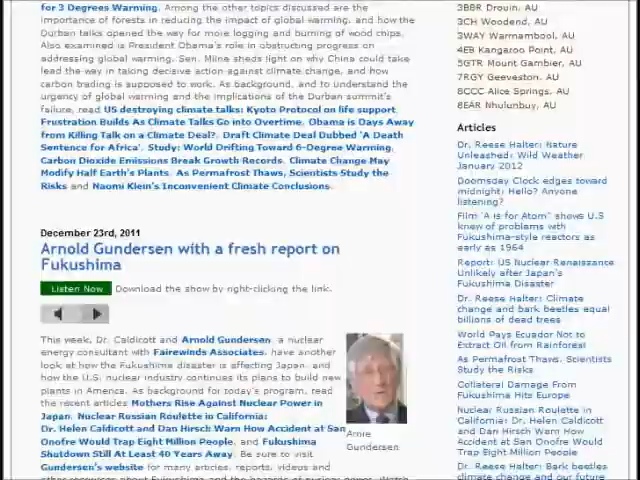 for 3 Degrees Warming. Among the other topics discussed are the
importance of forests in reducing the impact of global warming, and how the
Durban talks opened the way for more logging and burning of wood chips.
Also examined is President Obama's role in obstructing progress on
addressing global warming. Sen. Milne sheds light on why China could take
lead the way in taking decisive action against climate change, and how
carbon trading is supposed to work. As background, and to understand the
urgency of global warming and the implications of the Durban summit's
failure, read US destroying climate talks: Kyoto Protocol on life support,
Frustration Builds As Climate Talks Go into Overtime, Obama is Days Away
from Killing Talk on a Climate Deal?, Draft Climate Deal Dubbed 'A Death
Sentence for Africa', Study: World Drifting Toward 6-Degree Warming,
Carbon Dioxide Emissions Break Growth Records, Climate Change May
Modify Half Earth's Plants, As Permafrost Thaws, Scientists Study the
Risks and Naomi Klein's Inconvenient Climate Conclusions.
December 23rd, 2011
Arnold Gundersen with a fresh report on
Fukushima
Listen Now Download the show by right-clicking the link.
This week, Dr. Caldicott and Arnold Gundersen, a nuclear
energy consultant with Fairewinds Associates, have another
look at how the Fukushima disaster is affecting Japan, and
how the U.S. nuclear industry continues its plans to build new
plants in America. As background for today's program, read
the recent articles Mothers Rise Against Nuclear Power in
Japan, Nuclear Russian Roulette in California:
Dr. Helen Caldicott and Dan Hirsch Warn How Accident at San
Onofre Would Trap Eight Million People, and Fukushima
Shutdown Still At Least 40 Years Away. Be sure to visit
Gundersen's website for many articles, reports, videos and
Arnie
Gundersen
3BBR Drouin, AU
3CH Woodend, AU
3WAY Warrnambool, AU
4EB Kangaroo Point, AU
5GTR Mount Gambier, AU
7RGY Geeveston, AU
8CCC Alice Springs, AU
8EAR Nhulunbuy, AU
Articles
Dr. Reese Halter: Nature
Unleashed: Wild Weather
January 2012
Doomsday Clock edges toward
midnight: Hello? Anyone
listening?
Film "A is for Atom" shows U.S
knew of problems with
Fukushima-style reactors as
early as 1964
Report: US Nuclear Renaissance
Unlikely after Japan's
Fukushima Disaster
Dr. Reese Halter: Climate
change and bark beetles equal
billions of dead trees
World Pays Ecuador Not to
Extract Oil from Rainforest
As Permafrost Thaws, Scientists
Study the Risks
Collateral Damage From
Fukushima Hits Europe
Nuclear Russian Roulette in
California: Dr. Helen Caldicott
and Dan Hirsch Warn How
Accident at San Onofre Would
Trap Eight Million People
Dr. Reese Halter: Bark beetles
climate change and our future